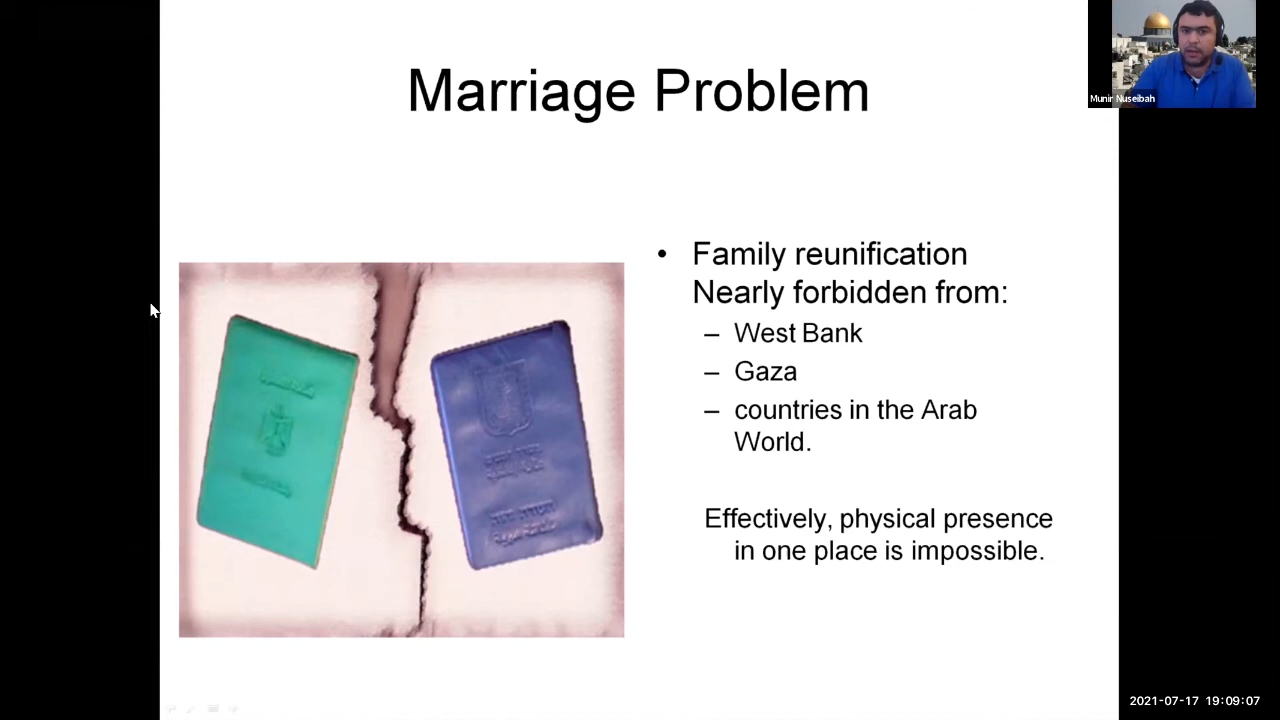 Marriage Problem
Munir Nuseibah
• Family reunification
Nearly forbidden from:
– West Bank
– Gaza
– countries in the Arab
World.
Effectively, physical presence
in one place is impossible.
2021-07-17 19:09:07